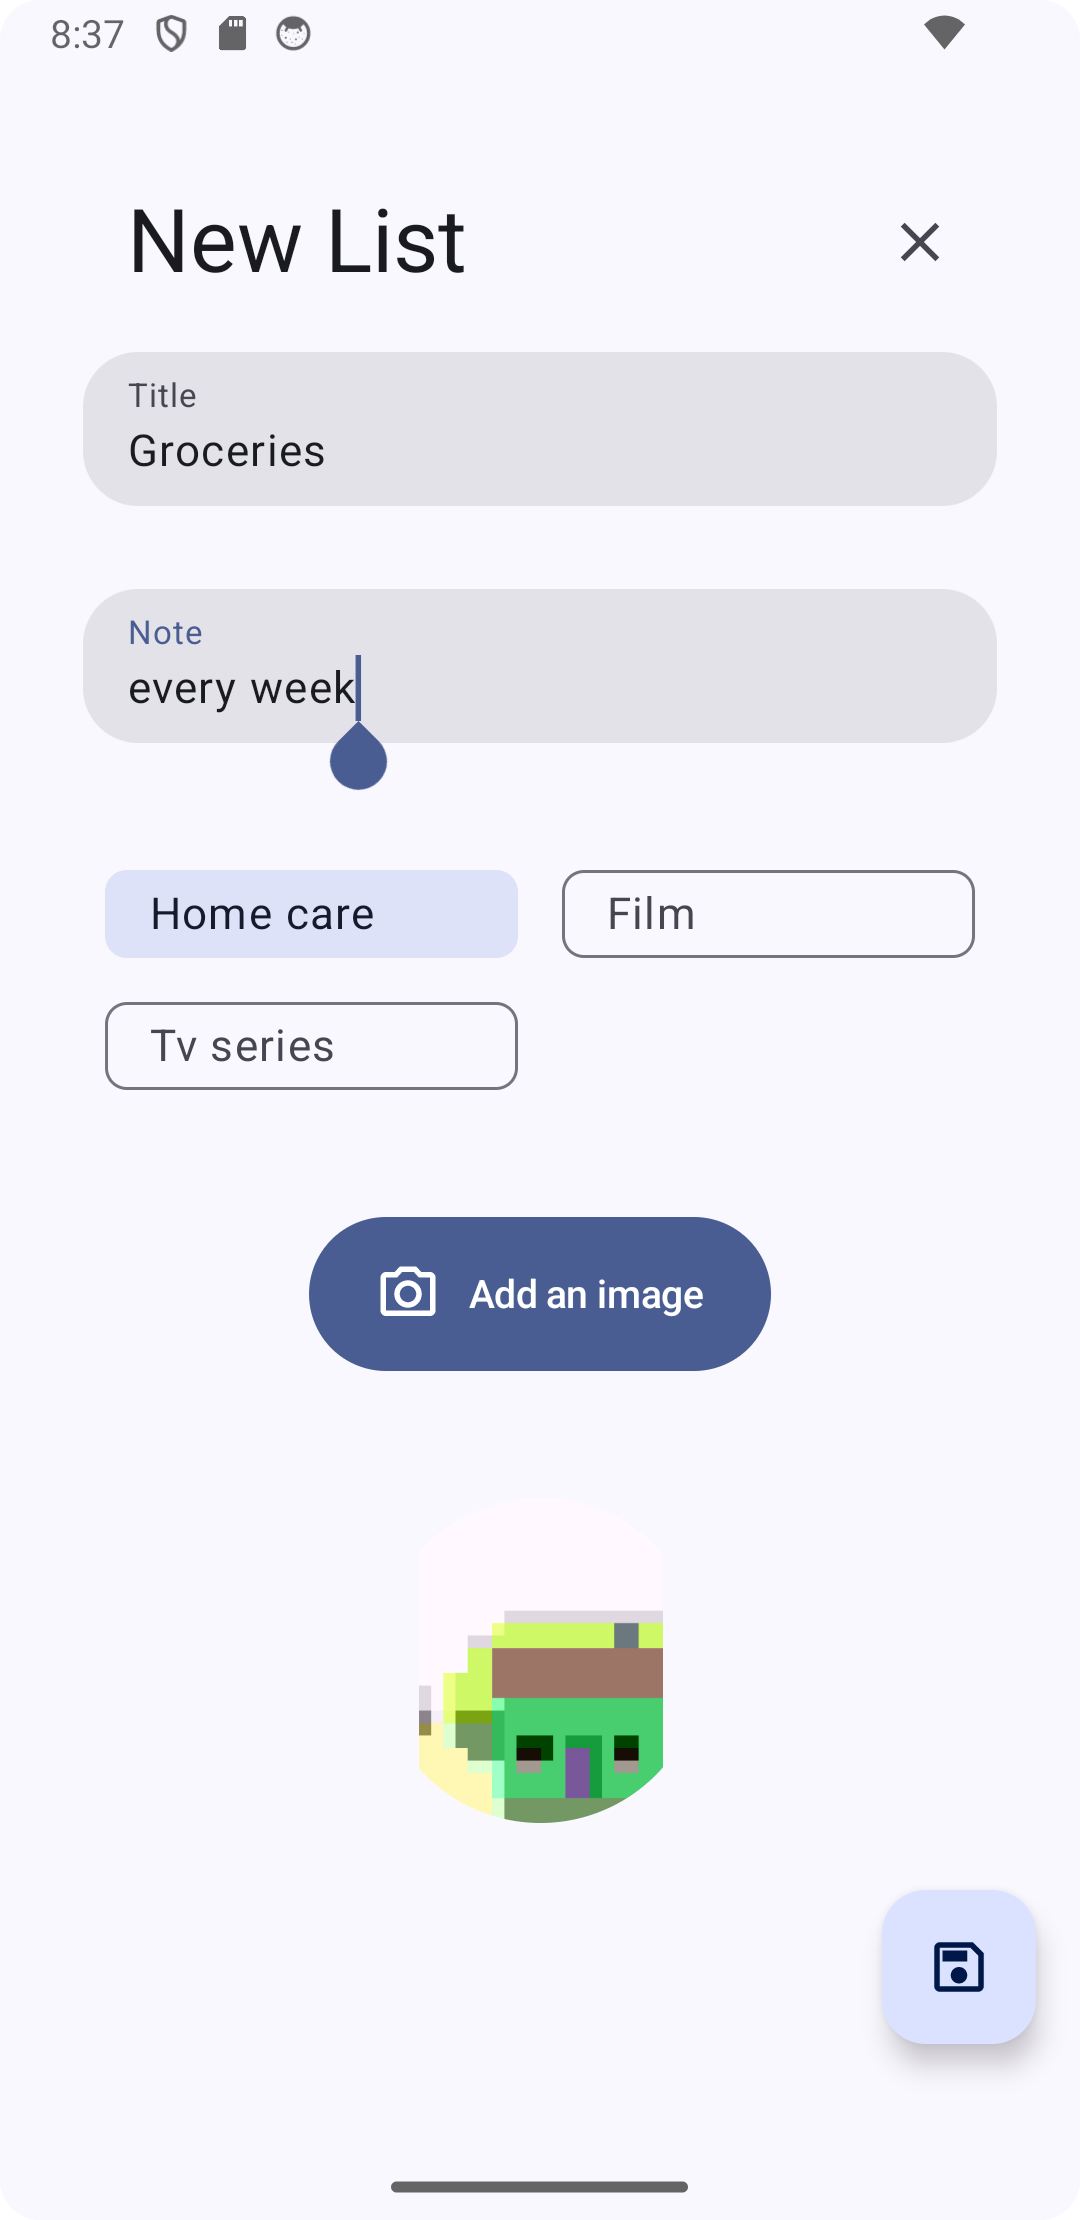 8:37
New List
Title
Groceries
Note
every week
Home care
Film
Tv series
Add an image